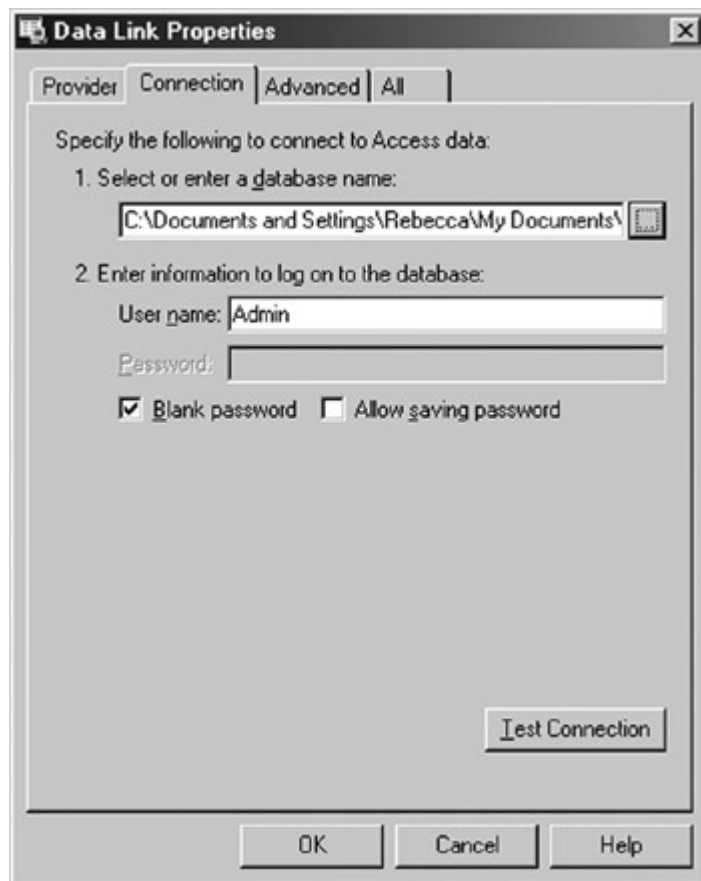 Data Link Properties
Provider Connection Advanced All
Specify the following to connect to Access data:
1. Select or enter a database name:
C:\Documents and Settings\Rebecca\My Documents\
2. Enter information to log on to the database:
User name: Admin
Password:
Blank password Allow saving password
Test Connection
OK Cancel Help